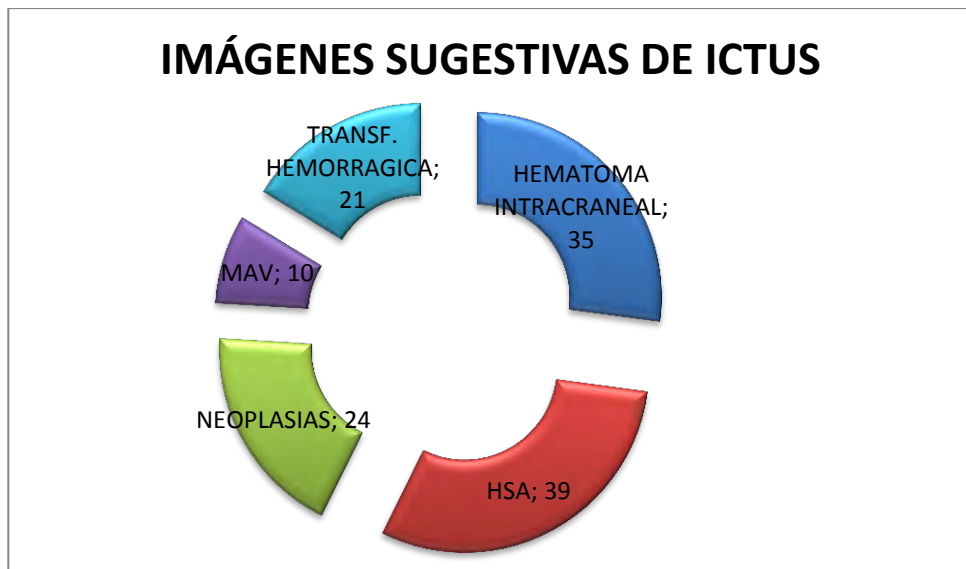 IMÁGENES SUGESTIVAS DE ICTUS
TRANSF.
HEMORRAGICA;
21
HEMATOMA
INTRACRANEAL;
35
MAV; 10
NEOPLASIAS; 24
HSA; 39